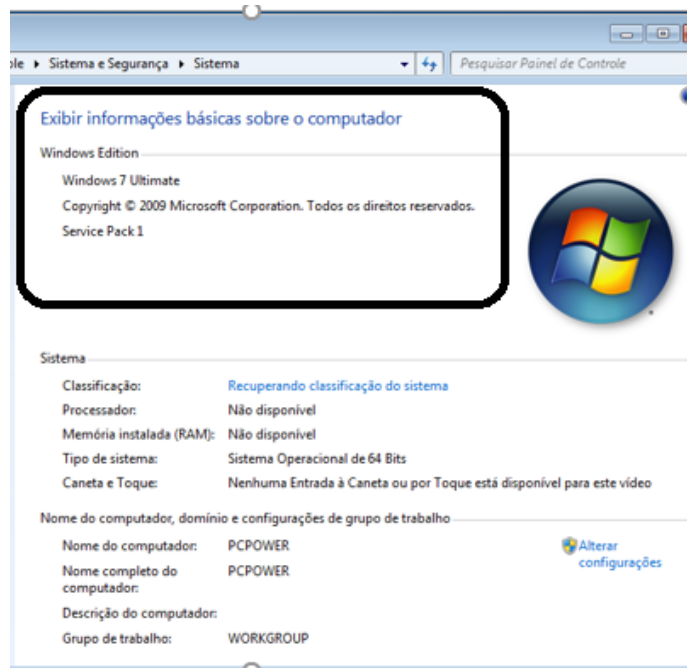 ole ▸ Sistema e Segurança ▸ Sistema
Pesquisar Painel de Controle
Exibir informações básicas sobre o computador
Windows Edition
Windows 7 Ultimate
Copyright © 2009 Microsoft Corporation. Todos os direitos reservados.
Service Pack 1
Sistema
Classificação: Recuperando classificação do sistema
Processador: Não disponível
Memória instalada (RAM): Não disponível
Tipo de sistema: Sistema Operacional de 64 Bits
Caneta e Toque: Nenhuma Entrada à Caneta ou por Toque está disponível para este vídeo
Nome do computador, domínio e configurações de grupo de trabalho
Nome do computador: PCPOWER
Alterar
configurações
Nome completo do
computador: PCPOWER
Descrição do computador:
Grupo de trabalho: WORKGROUP